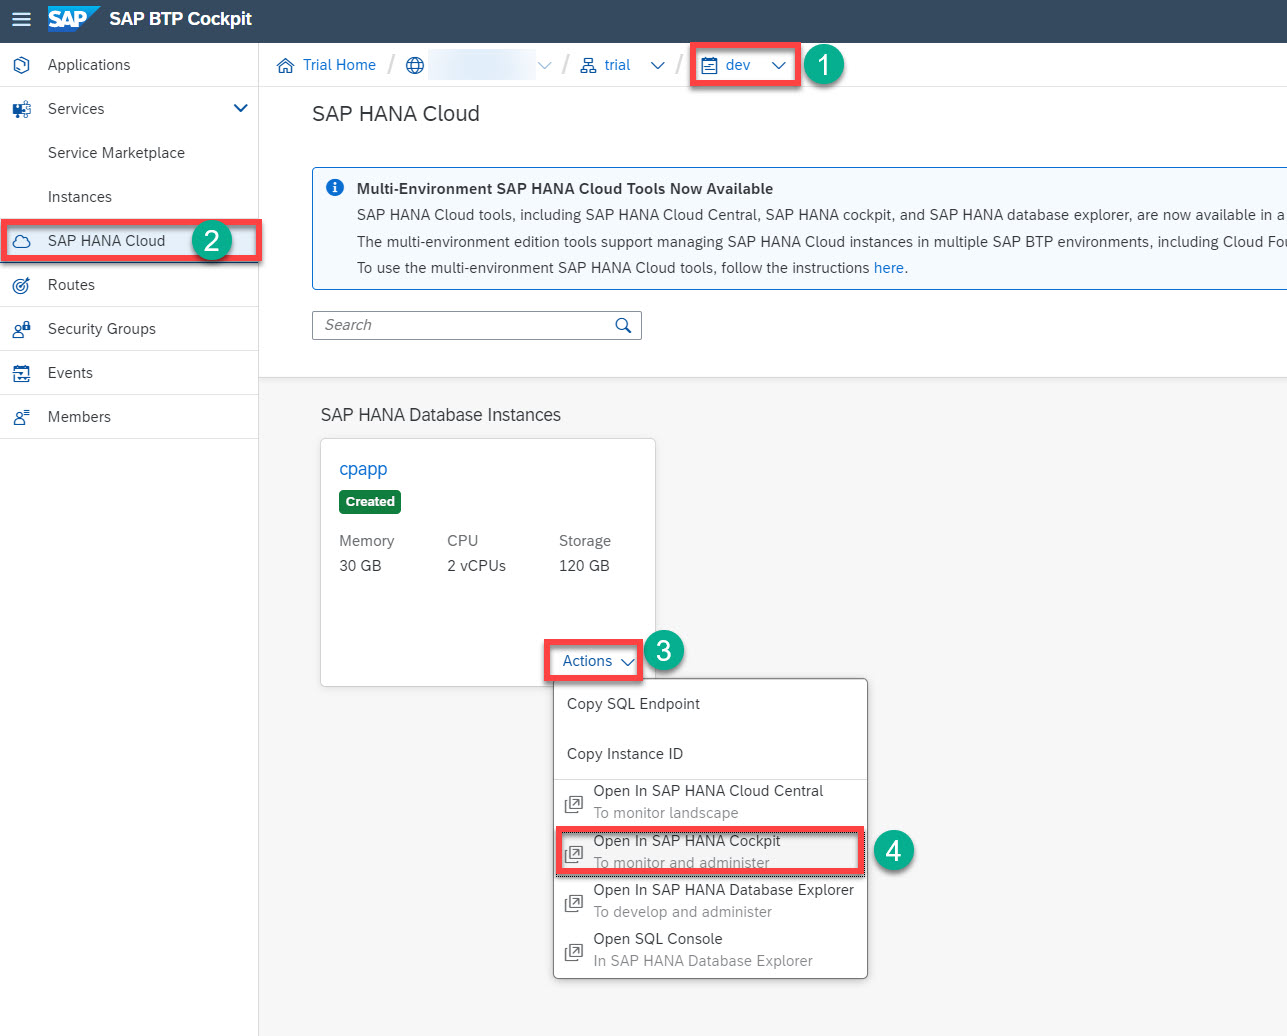 SAP SAP BTP Cockpit
Applications
Services
Service Marketplace
Instances
SAP HANA Cloud 2
Routes
Security Groups
Events
Members
Trial Home / / trial / dev 1
SAP HANA Cloud
Multi-Environment SAP HANA Cloud Tools Now Available
SAP HANA Cloud tools, including SAP HANA Cloud Central, SAP HANA cockpit, and SAP HANA database explorer, are now available in a
The multi-environment edition tools support managing SAP HANA Cloud instances in multiple SAP BTP environments, including Cloud
To use the multi-environment SAP HANA Cloud tools, follow the instructions here.
Search
SAP HANA Database Instances
cpapp
Created
Memory CPU Storage
30 GB 2 vCPUs 120 GB
Actions 3
Copy SQL Endpoint
Copy Instance ID
Open In SAP HANA Cloud Central
To monitor landscape
Open In SAP HANA Cockpit 4
To monitor and administer
Open In SAP HANA Database Explorer
To develop and administer
Open SQL Console
In SAP HANA Database Explorer